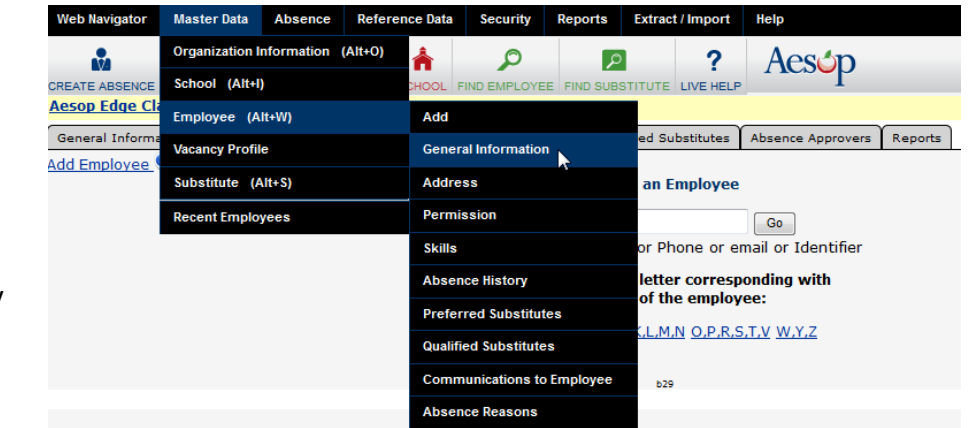 Web Navigator Master Data Absence Reference Data Security Reports Extract / Import Help
Organization Information (Alt+O)
School (Alt+I)
Employee (Alt+W)
Vacancy Profile
Substitute (Alt+S)
Recent Employees
CREATE ABSENCE HOOL FIND EMPLOYEE FIND SUBSTITUTE ? LIVE HELP Aesop
Aesop Edge Cl
General Informa ed Substitutes Absence Approvers Reports
Add Employee
Add
General Information
Address
Permission
Skills
Absence History
Preferred Substitutes
Qualified Substitutes
Communications to Employee
Absence Reasons
an Employee
Go
or Phone or email or Identifier
letter corresponding with
of the employee:
,L,M,N O,P,R,S,T,V W,Y,Z
b29